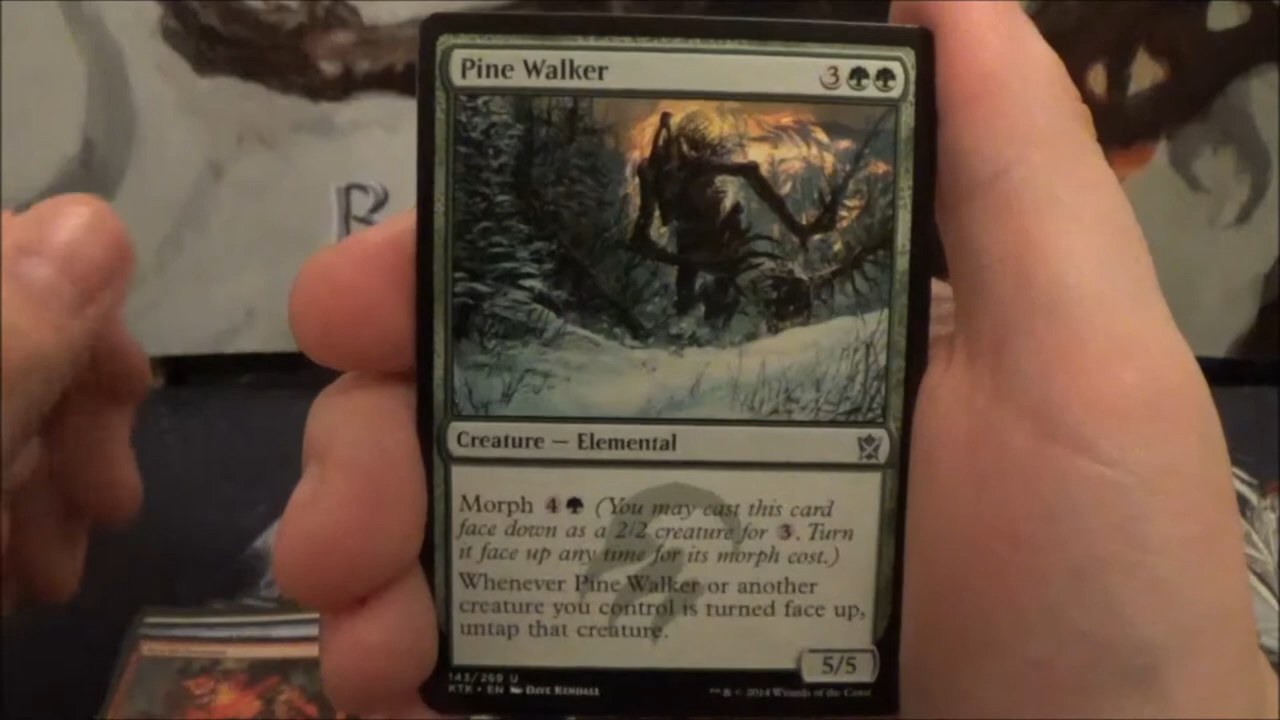 Pine Walker 3
R
Creature — Elemental
Morph 4 (You may cast this card
face down as a 2/2 creature for 3. Turn
it face up any time for its morph cost.)
Whenever Pine Walker or another
creature you control is turned face up,
untap that creature.
5/5
143/269 U
KTK • EN Dave Kendall
™ & © 2014 Wizards of the Coast